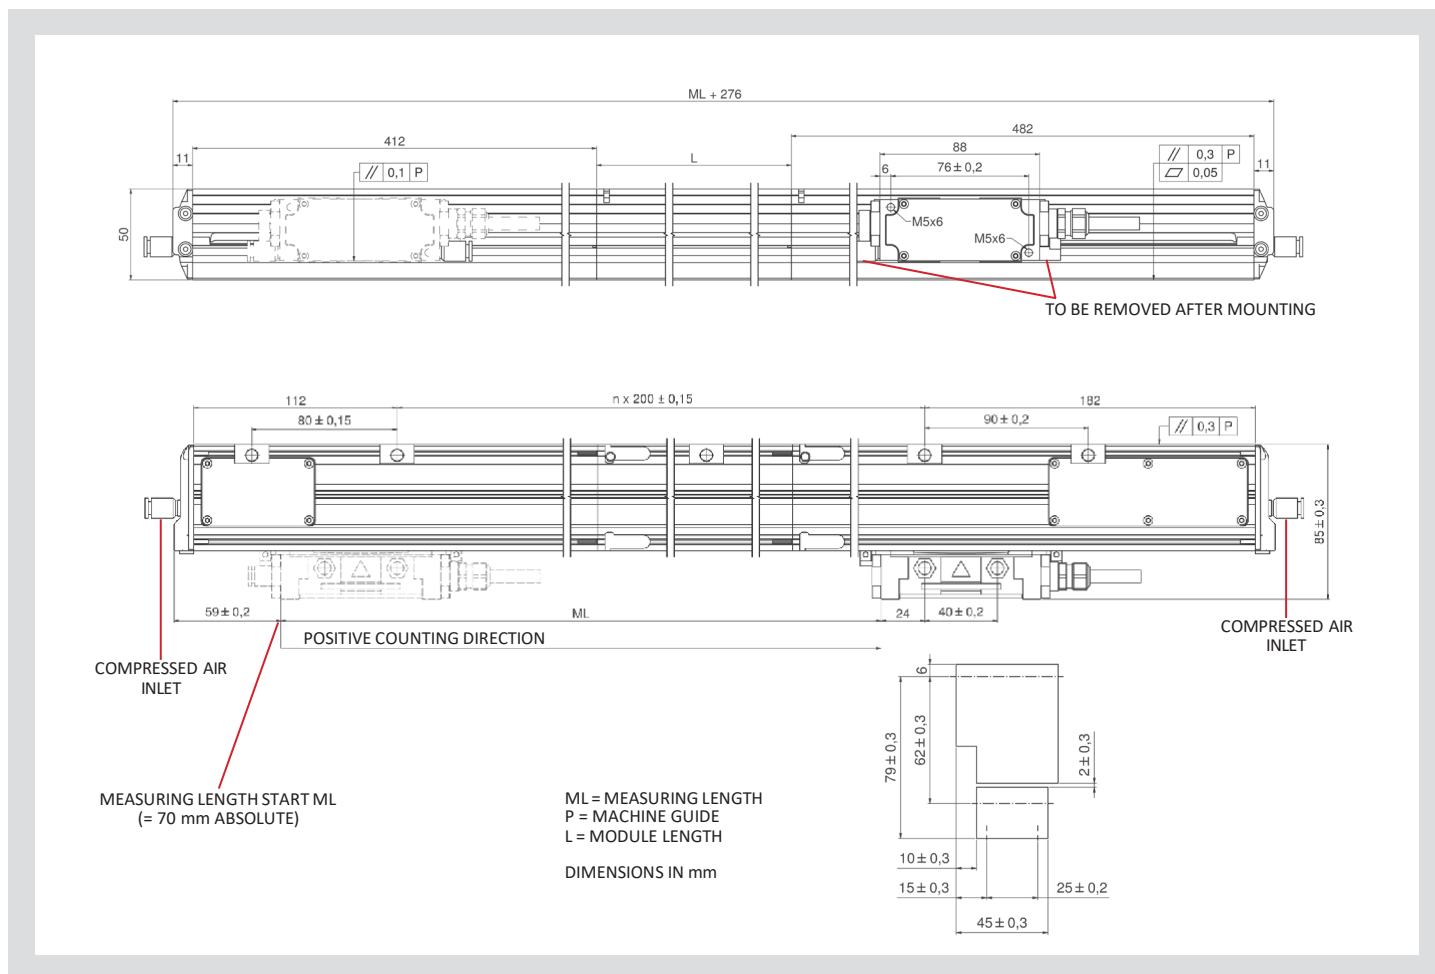 ML + 276
412
482
11
L
88
11
// 0,1 P
6
76 ± 0,2
// 0,3 P
⏥ 0,05
50
M5x6
M5x6
TO BE REMOVED AFTER MOUNTING
112
n x 200 ± 0,15
182
80 ± 0,15
90 ± 0,2
// 0,3 P
85 ± 0,3
59 ± 0,2
ML
24
40 ± 0,2
POSITIVE COUNTING DIRECTION
COMPRESSED AIR
INLET
COMPRESSED AIR
INLET
6
79 ± 0,3
62 ± 0,3
2 ± 0,3
MEASURING LENGTH START ML
(= 70 mm ABSOLUTE)
ML = MEASURING LENGTH
P = MACHINE GUIDE
L = MODULE LENGTH
DIMENSIONS IN mm
10 ± 0,3
15 ± 0,3
25 ± 0,2
45 ± 0,3